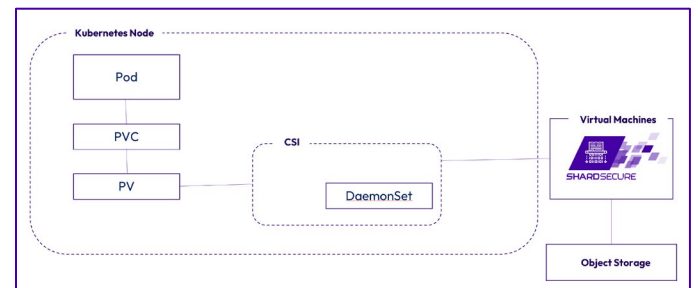 Kubernetes Node
Pod
PVC
PV
CSI
DaemonSet
Virtual Machines
SHARDSECURE
Object Storage